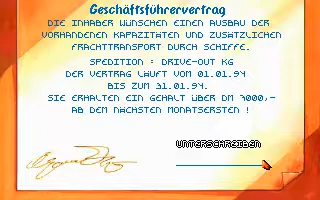 Geschäftsführervertrag
DIE INHABER WÜNSCHEN EINEN AUSBAU DER
VORHANDENEN KAPAZITÄTEN UND ZUSÄTZLICHEN
FRACHTTRANSPORT DURCH SCHIFFE.
SPEDITION : DRIVE-OUT KG
DER VERTRAG LÄUFT VOM 01.01.94
BIS ZUM 31.01.94.
SIE ERHALTEN EIN GEHALT ÜBER DM 7000,-
AB DEM NÄCHSTEN MONATSERSTEN !
UNTERSCHREIBEN